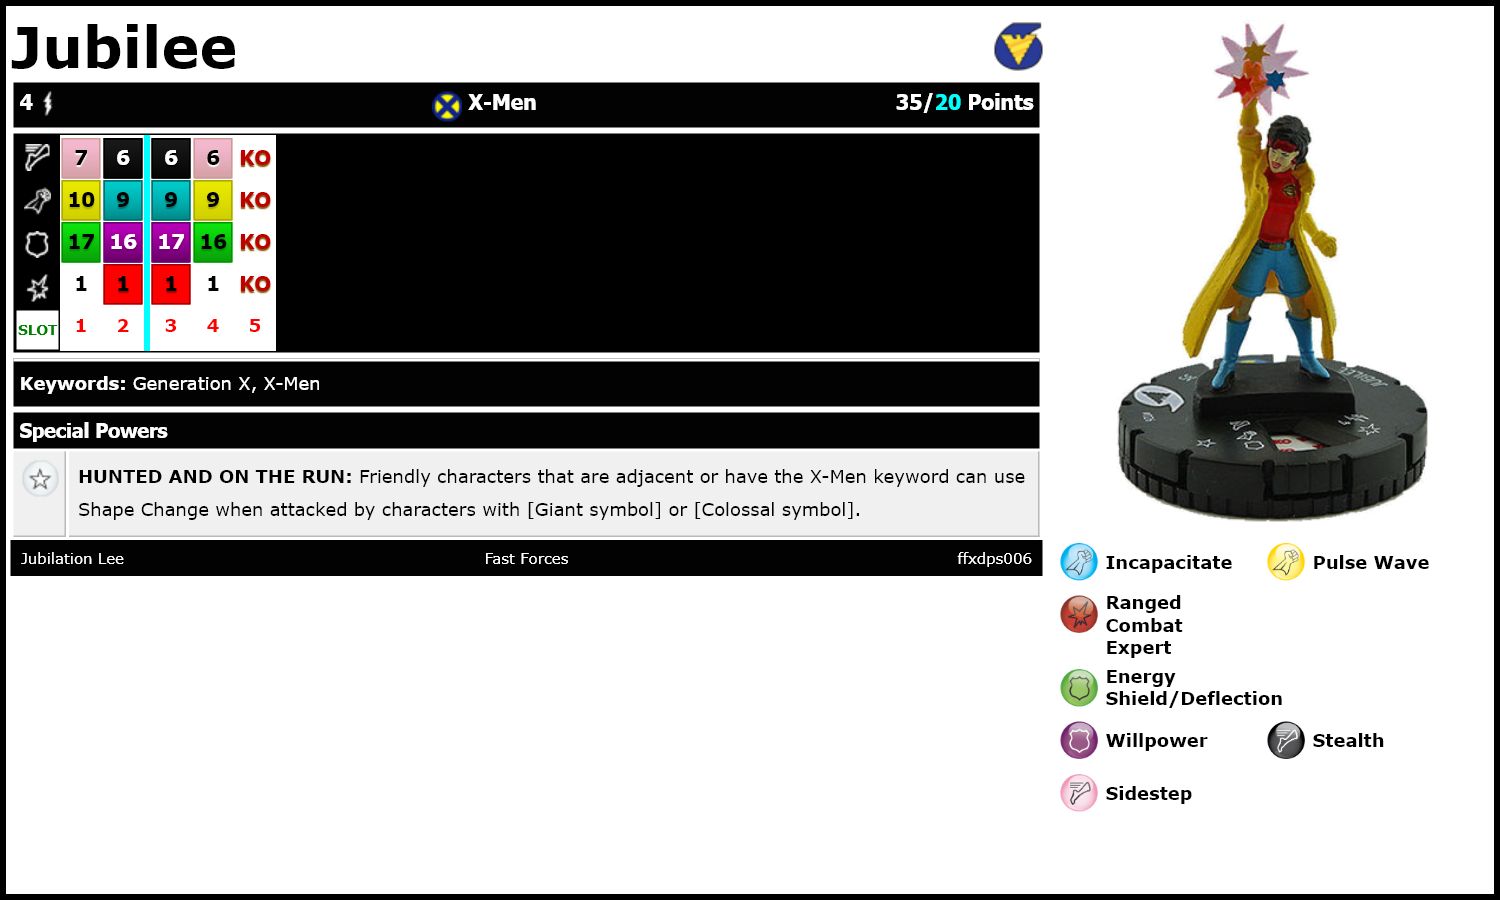 Jubilee
4 X-Men 35/20 Points
7 6 6 6 KO
10 9 9 9 KO
17 16 17 16 KO
1 1 1 1 KO
SLOT 1 2 3 4 5
Keywords: Generation X, X-Men
Special Powers
HUNTED AND ON THE RUN: Friendly characters that are adjacent or have the X-Men keyword can use
Shape Change when attacked by characters with [Giant symbol] or [Colossal symbol].
Jubilation Lee Fast Forces ffxdps006
JUBILEE
KO
Incapacitate Pulse Wave
Ranged
Combat
Expert
Energy
Shield/Deflection
Willpower Stealth
Sidestep